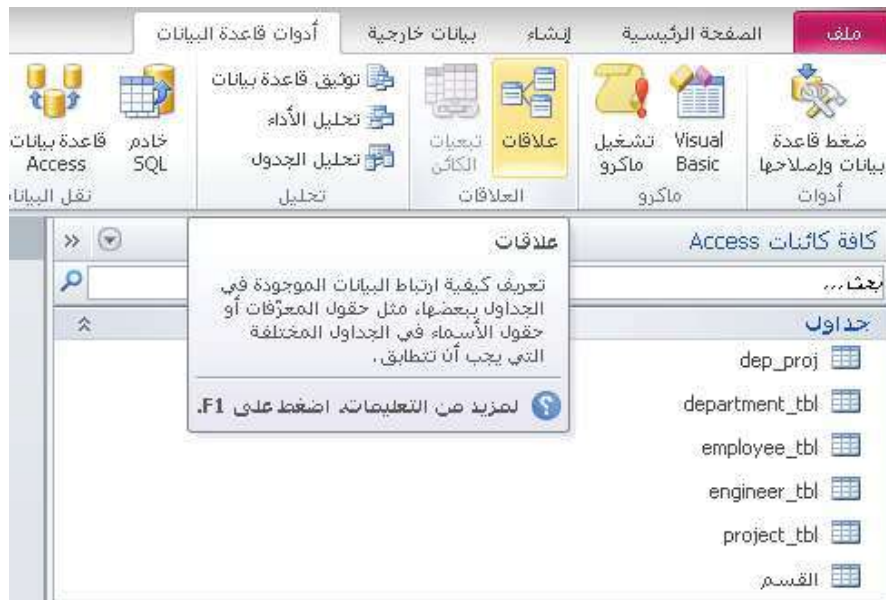 ملف
الصفحة الرئيسية
إنشاء
بيانات خارجية
أدوات قاعدة البيانات
ضغط قاعدة
بيانات وإصلاحها
أدوات
Visual
Basic
تشغيل
ماكرو
ماكرو
علاقات
تبعيات
الكائن
العلاقات
توثيق قاعدة بيانات
تحليل الأداء
تحليل الجدول
تحليل
خادم
SQL
قاعدة بيانات
Access
نقل البيانا
كافة كائنات Access
بحث...
جداول
dep_proj
department_tbl
employee_tbl
engineer_tbl
project_tbl
القسم
علاقات
تعريف كيفية ارتباط البيانات الموجودة في
الجداول ببعضها، مثل حقول المعرّفات أو
حقول الأسماء في الجداول المختلفة
التي يجب أن تتطابق.
لمزيد من التعليمات، اضغط على F1.